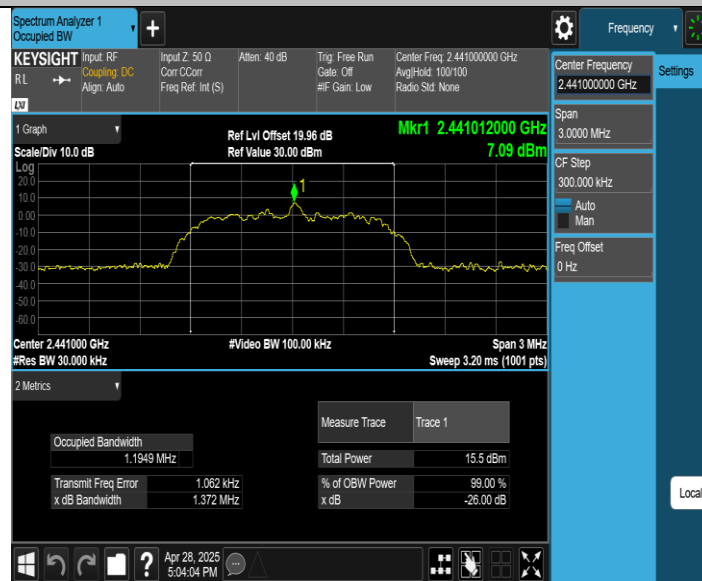 Spectrum Analyzer 1
Occupied BW
+
Frequency
KEYSIGHT
RL
LXI
Input: RF
Coupling: DC
Align: Auto
Input Z: 50 Ω
Corr CCorr
Freq Ref: Int (S)
Atten: 40 dB
Trig: Free Run
Gate: Off
#IF Gain: Low
Center Freq: 2.441000000 GHz
Avg|Hold: 100/100
Radio Std: None
Center Frequency
2.441000000 GHz
Settings
Span
3.0000 MHz
CF Step
300.000 kHz
Auto
Man
Freq Offset
0 Hz
Local
1 Graph
Scale/Div 10.0 dB
Ref Lvl Offset 19.96 dB
Ref Value 30.00 dBm
Mkr1 2.441012000 GHz
7.09 dBm
Log
20.0
10.0
0.00
-10.0
-20.0
-30.0
-40.0
-50.0
-60.0
1
Center 2.441000 GHz
#Res BW 30.000 kHz
#Video BW 100.00 kHz
Span 3 MHz
Sweep 3.20 ms (1001 pts)
2 Metrics
Occupied Bandwidth
1.1949 MHz
Transmit Freq Error 1.062 kHz
x dB Bandwidth 1.372 MHz
Measure Trace Trace 1
Total Power 15.5 dBm
% of OBW Power 99.00 %
x dB -26.00 dB
?
Apr 28, 2025
5:04:04 PM